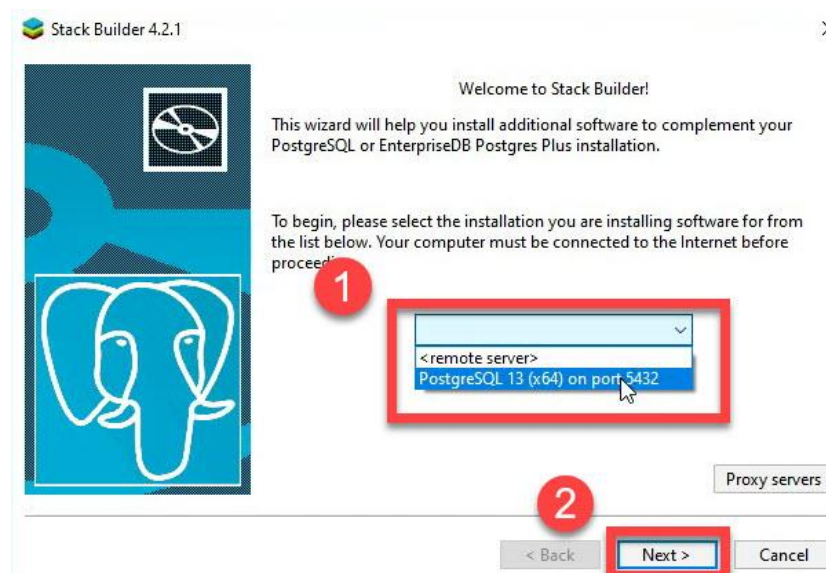 Stack Builder 4.2.1
Welcome to Stack Builder!
This wizard will help you install additional software to complement your
PostgreSQL or EnterpriseDB Postgres Plus installation.
To begin, please select the installation you are installing software for from
the list below. Your computer must be connected to the Internet before
1
<remote server>
PostgreSQL 13 (x64) on port 5432
Proxy servers
2
< Back
Next >
Cancel